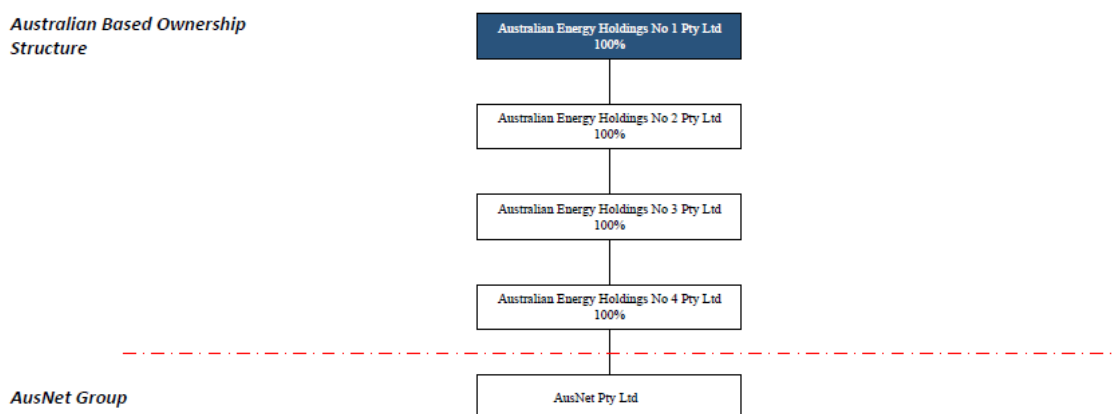 Australian Based Ownership
Structure
Australian Energy Holdings No 1 Pty Ltd
100%
Australian Energy Holdings No 2 Pty Ltd
100%
Australian Energy Holdings No 3 Pty Ltd
100%
Australian Energy Holdings No 4 Pty Ltd
100%
AusNet Group
AusNet Pty Ltd